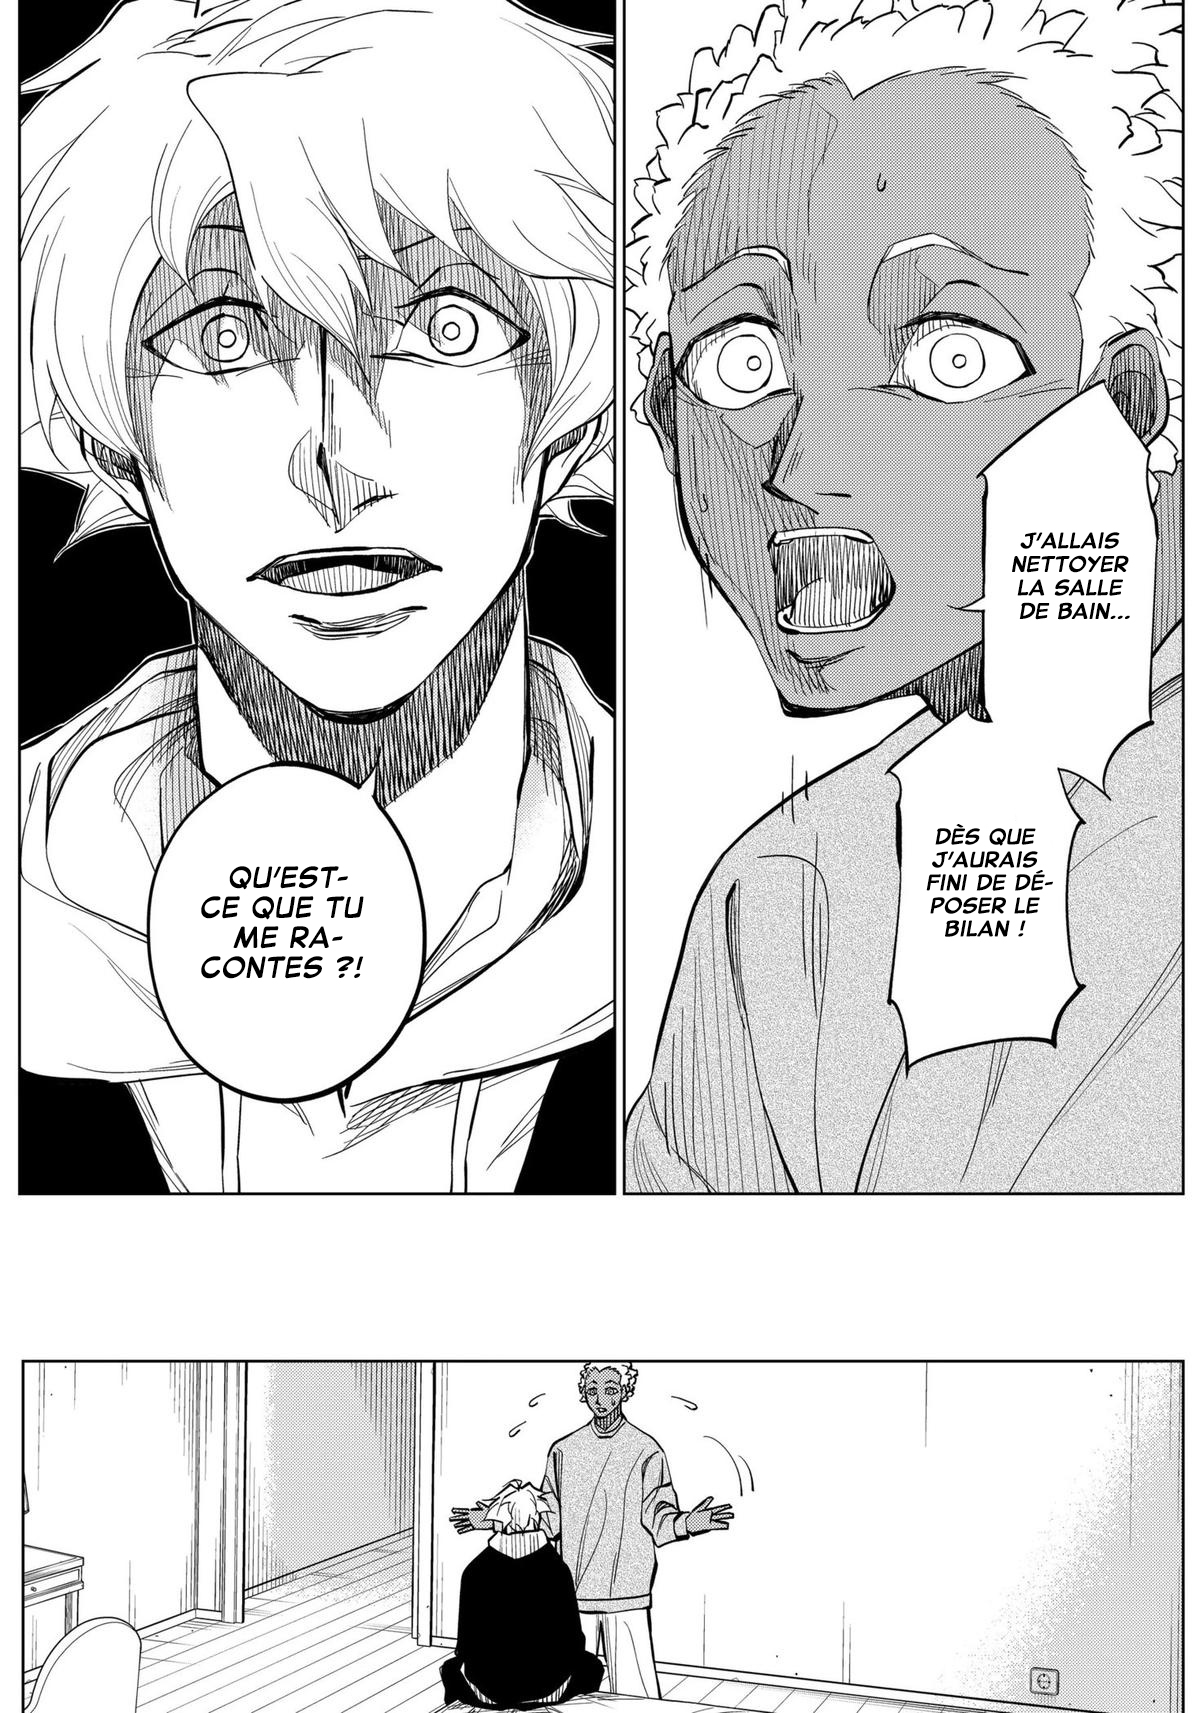 J'ALLAIS
NETTOYER
LA SALLE
DE BAIN...
DÈS QUE
J'AURAIS
FINI DE DÉ-
POSER LE
BILAN !
QU'EST-
CE QUE TU
ME RA-
CONTES ?!